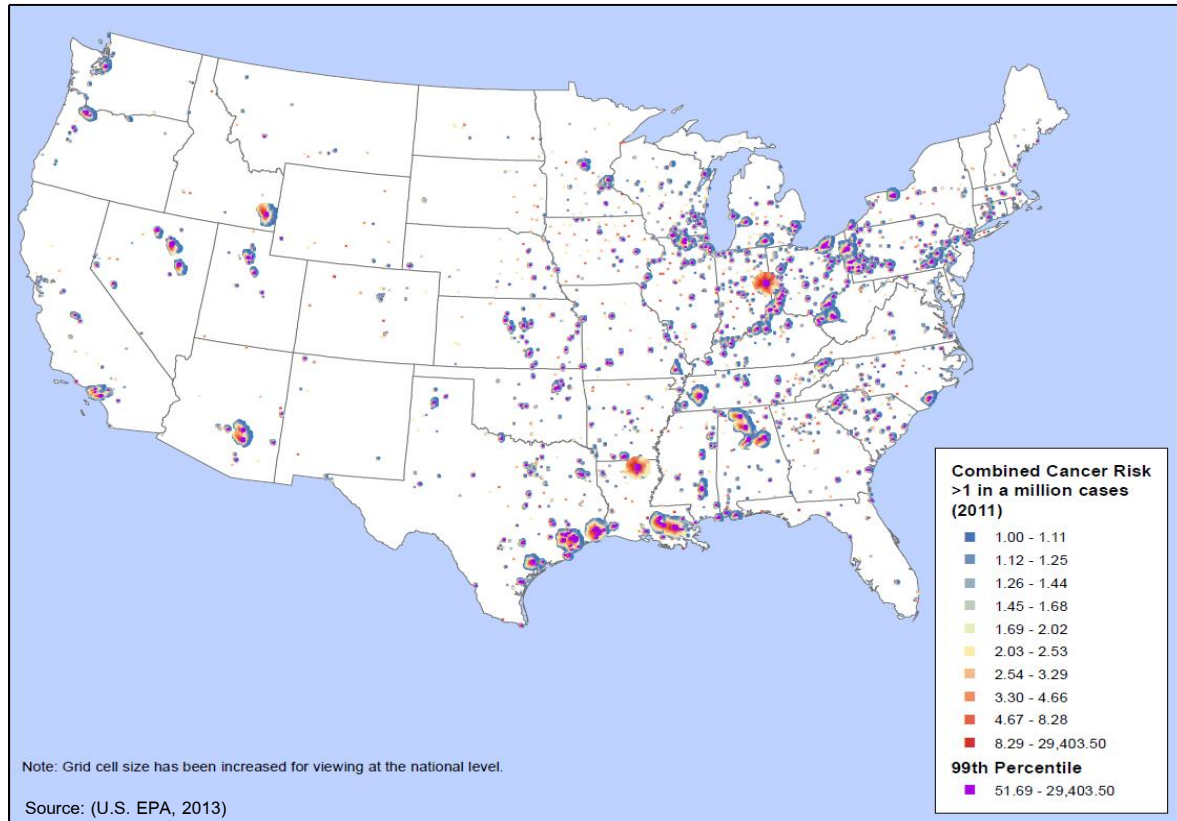 Combined Cancer Risk
>1 in a million cases
(2011)
1.00 - 1.11
1.12 - 1.25
1.26 - 1.44
1.45 - 1.68
1.69 - 2.02
2.03 - 2.53
2.54 - 3.29
3.30 - 4.66
4.67 - 8.28
8.29 - 29,403.50
99th Percentile
51.69 - 29,403.50
Note: Grid cell size has been increased for viewing at the national level.
Source: (U.S. EPA, 2013)